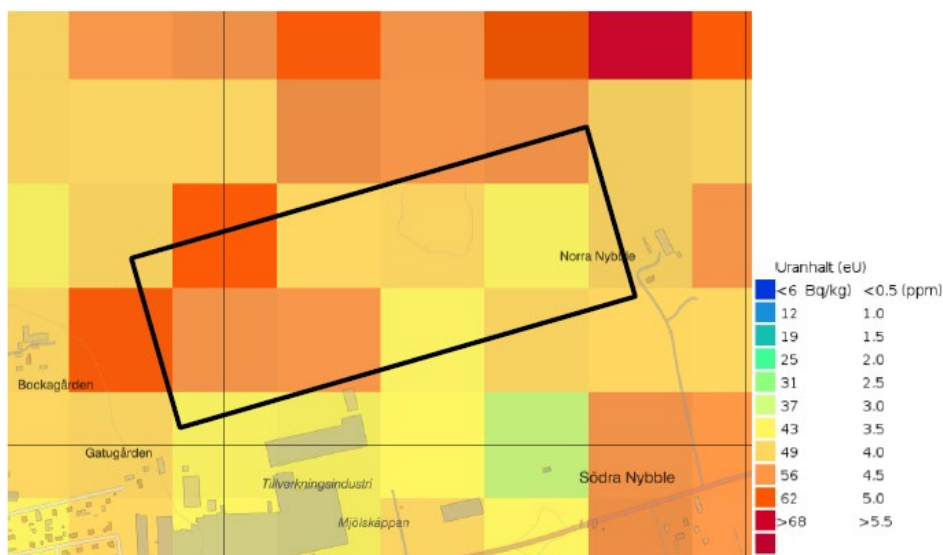 Norra Nybble
Bockagården
Gatugården
Tillverkningsindustri
Södra Nybble
Mjölskäppen
Uranhalt (eU)
<6 Bq/kg) <0.5 (ppm)
12 1.0
19 1.5
25 2.0
31 2.5
37 3.0
43 3.5
49 4.0
56 4.5
62 5.0
>68 >5.5